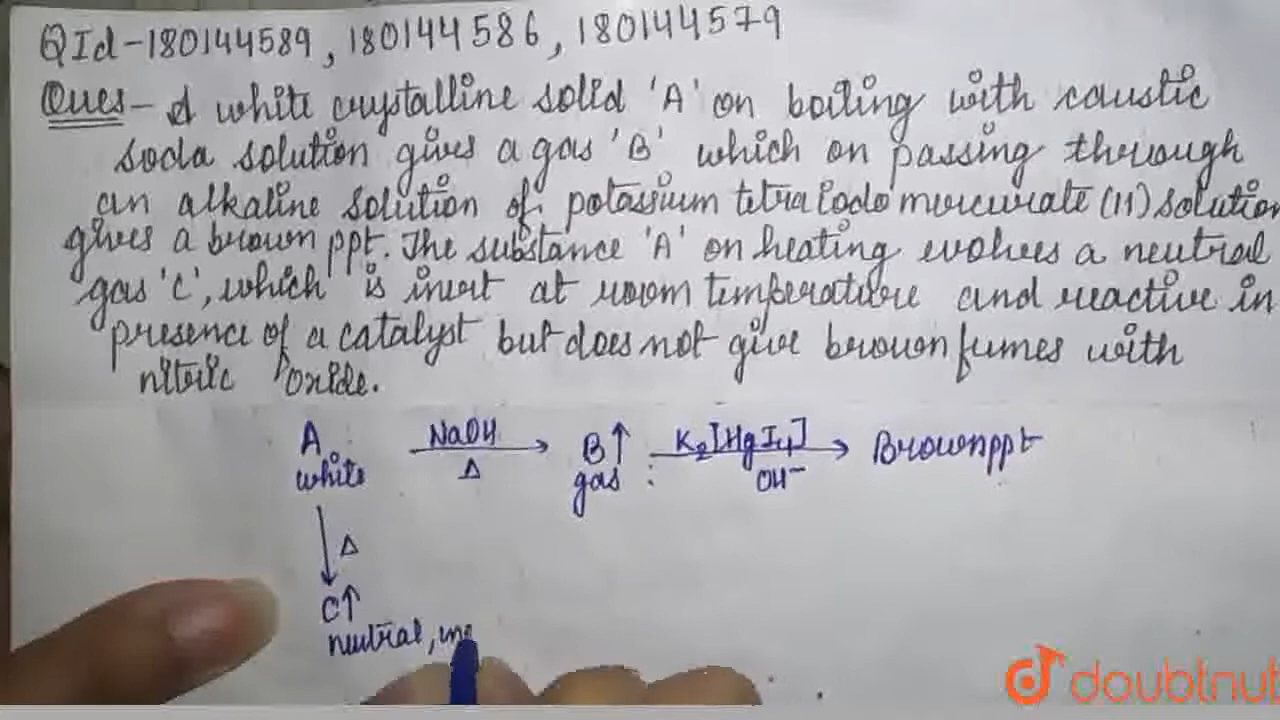 QId-180144589, 180144586, 180144579
Ques- A white crystalline solid 'A' on boiling with caustic
soda solution gives a gas 'B' which on passing through
an alkaline solution of potassium tetraiodomercurate (11) solution
gives a brown ppt. The substance 'A' on heating evolves a neutral
gas 'C', which is inert at room temperature and reactive in
presence of a catalyst but does not give brown fumes with
nitric oxide.
A NaOH B↑ K₂[HgI₄] Brown ppt
white Δ gas OH⁻
Δ
C↑
neutral, ine
doubtnut